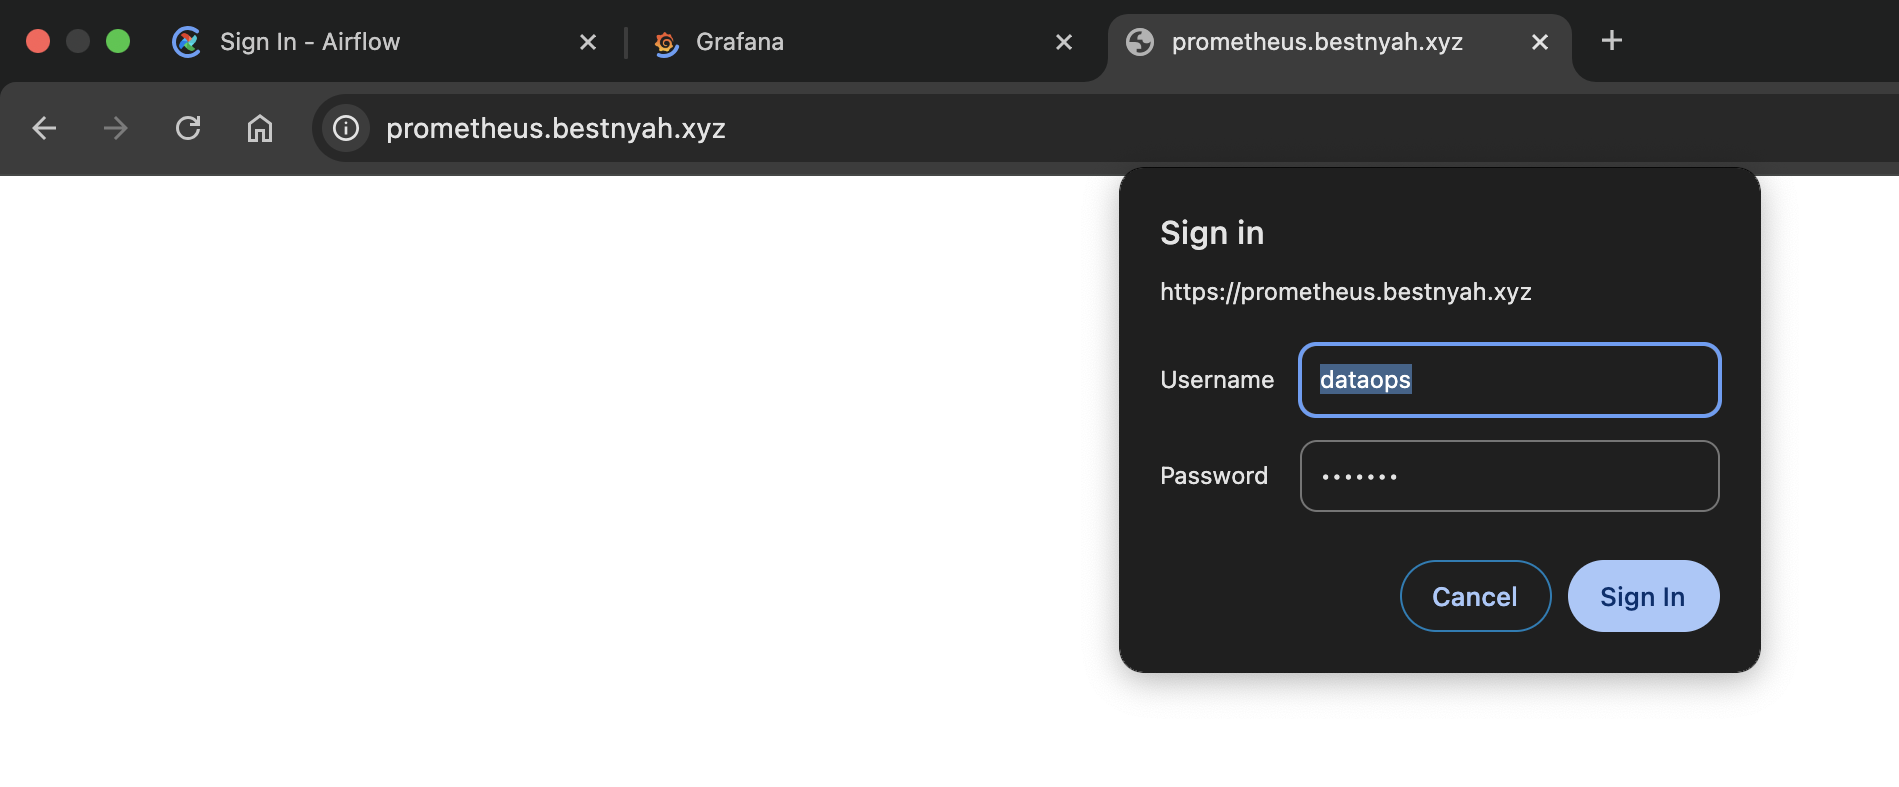 Sign In - Airflow
Grafana
prometheus.bestnyah.xyz
prometheus.bestnyah.xyz
Sign in
https://prometheus.bestnyah.xyz
Username
dataops
Password
•••••••
Cancel
Sign In